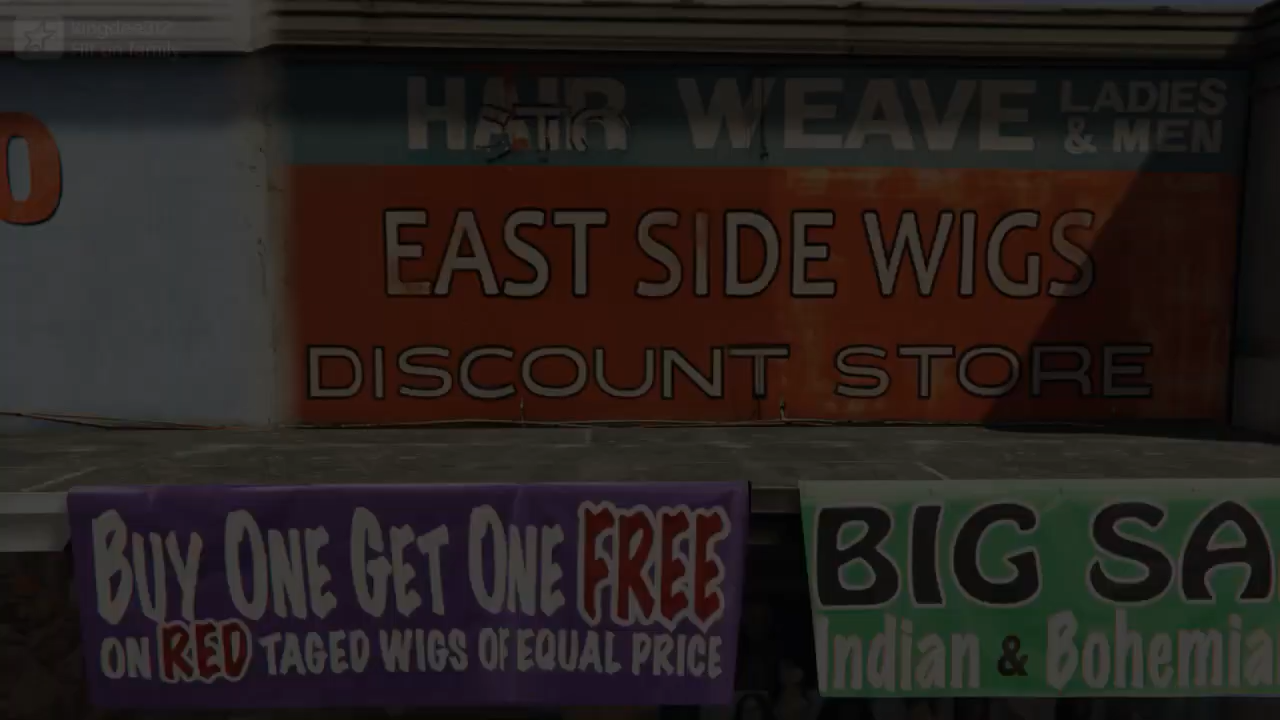 HAIR WEAVE LADIES & MEN
EAST SIDE WIGS
DISCOUNT STORE
BUY ONE GET ONE FREE
ON RED TAGED WIGS OF EQUAL PRICE
BIG SA
Indian & Bohemia